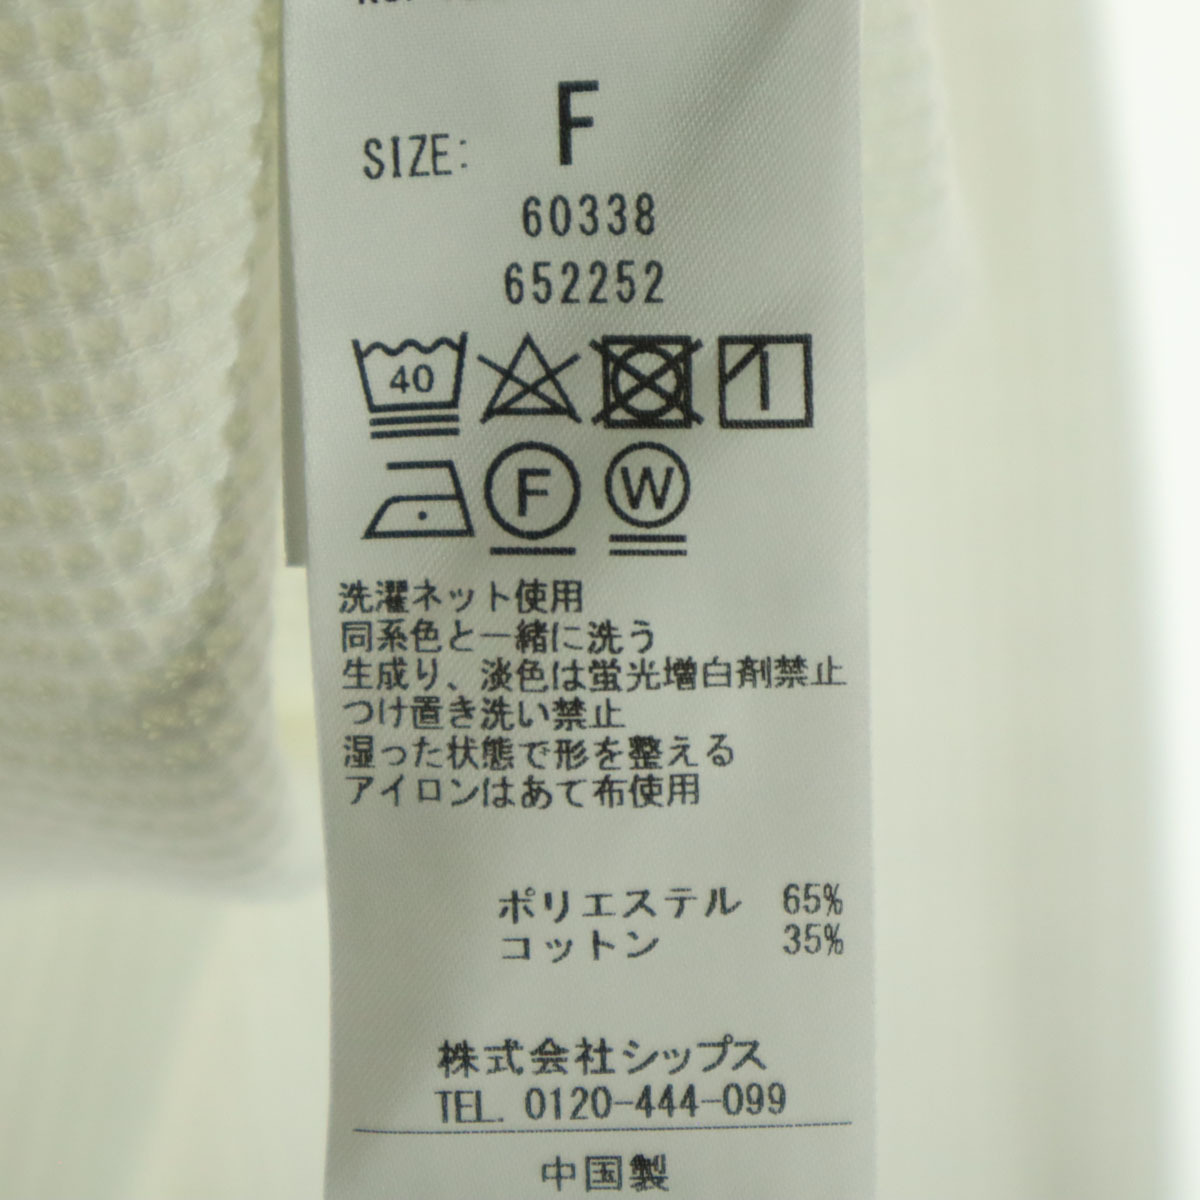 SIZE: F
60338
652252
40
F W
洗濯ネット使用
同系色と一緒に洗う
生成り、淡色は蛍光増白剤禁止
つけ置き洗い禁止
湿った状態で形を整える
アイロンはあて布使用
ポリエステル 65%
コットン 35%
株式会社シップス
TEL. 0120-444-099
中国製